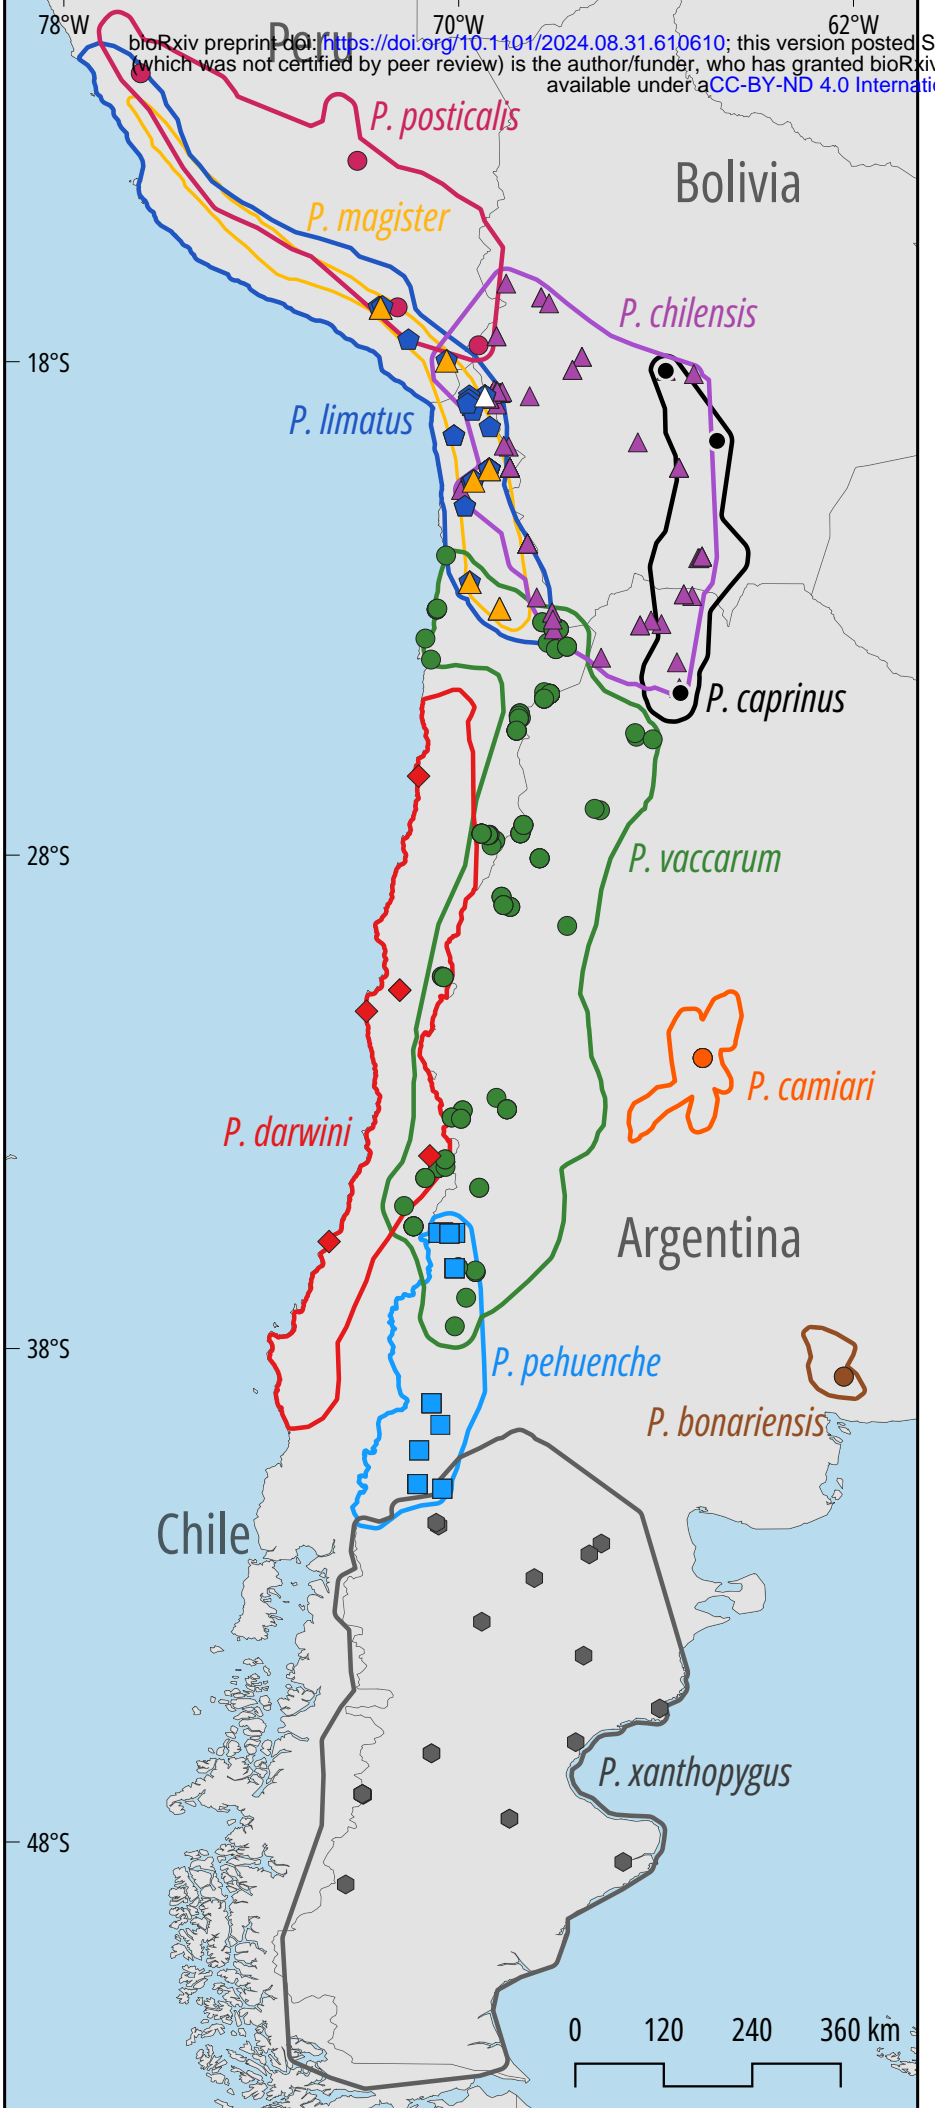 78°W
70°W
62°W
Peru
bioRxiv preprint doi: https://doi.org/10.1101/2024.08.31.610610; this version posted S
(which was not certified by peer review) is the author/funder, who has granted bioRxiv
available under aCC-BY-ND 4.0 Internati
P. posticalis
Bolivia
P. magister
P. chilensis
18°S
P. limatus
P. caprinus
28°S
P. vaccarum
P. camiari
P. darwini
Argentina
38°S
P. pehuenche
P. bonariensis
Chile
P. xanthopygus
48°S
0 120 240 360 km